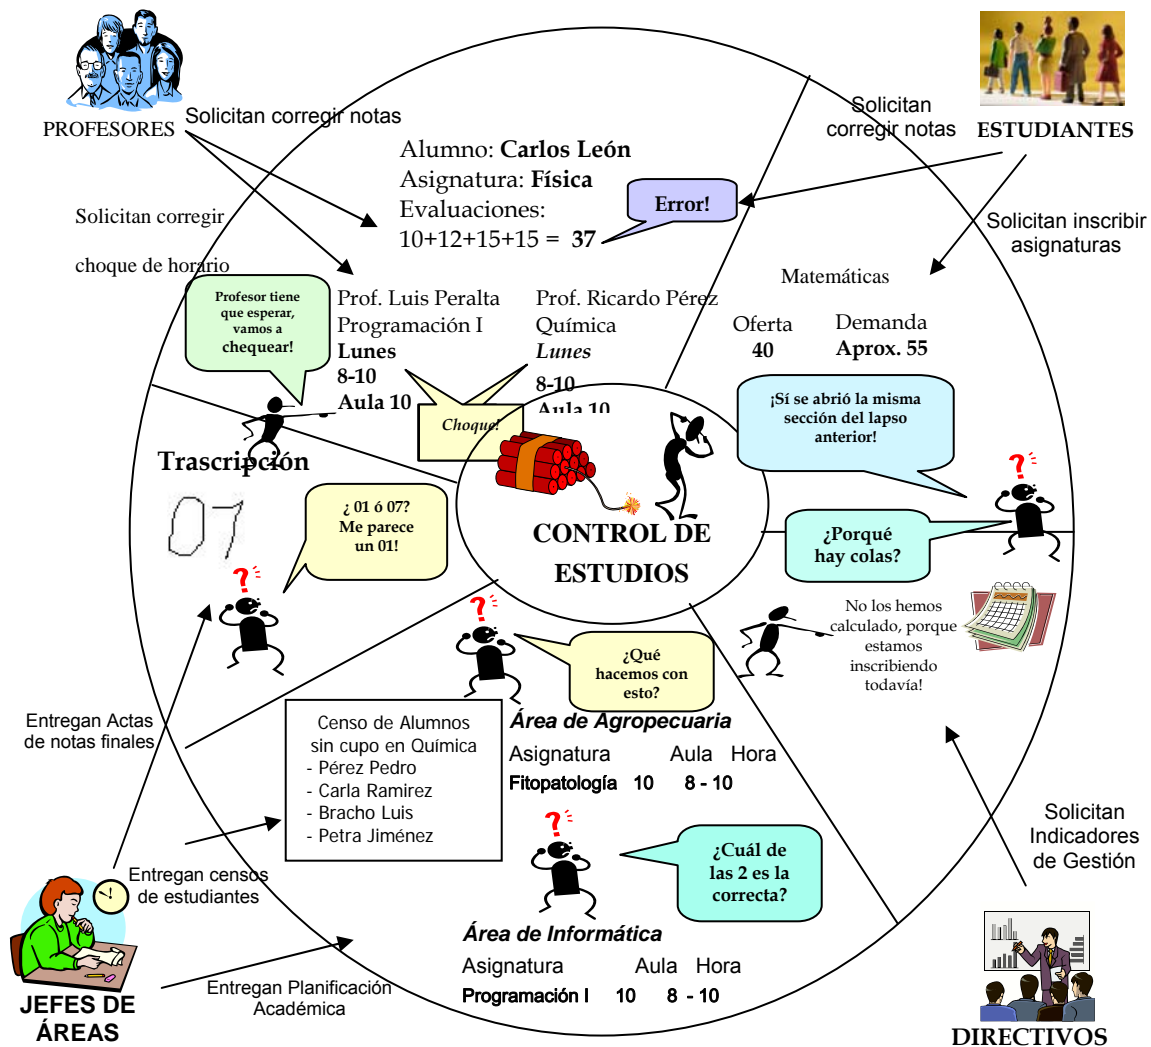 PROFESORES
Solicitan corregir notas
Solicitan
corregir notas
ESTUDIANTES
Alumno: Carlos León
Asignatura: Física
Evaluaciones:
10+12+15+15 = 37
Error!
Solicitan corregir
choque de horario
Solicitan inscribir
asignaturas
Profesor tiene
que esperar,
vamos a
chequear!
Prof. Luis Peralta
Programación I
Lunes
8-10
Aula 10
Prof. Ricardo Pérez
Química
Lunes
8-10
Aula 10
Choque!
Matemáticas
Oferta
40
Demanda
Aprox. 55
¡Sí se abrió la misma
sección del lapso
anterior!
Trascripción
01
¿ 01 ó 07?
Me parece
un 01!
CONTROL DE
ESTUDIOS
¿Porqué
hay colas?
No los hemos
calculado, porque
estamos
inscribiendo
todavía!
¿Qué
hacemos con
esto?
Entregan Actas
de notas finales
Censo de Alumnos
sin cupo en Química
- Pérez Pedro
- Carla Ramirez
- Bracho Luis
- Petra Jiménez
Área de Agropecuaria
Asignatura Aula Hora
Fitopatología 10 8 - 10
¿Cuál de
las 2 es la
correcta?
Solicitan
Indicadores
de Gestión
Entregan censos
de estudiantes
Área de Informática
Asignatura Aula Hora
Programación I 10 8 - 10
Entregan Planificación
Académica
JEFES DE
ÁREAS
DIRECTIVOS